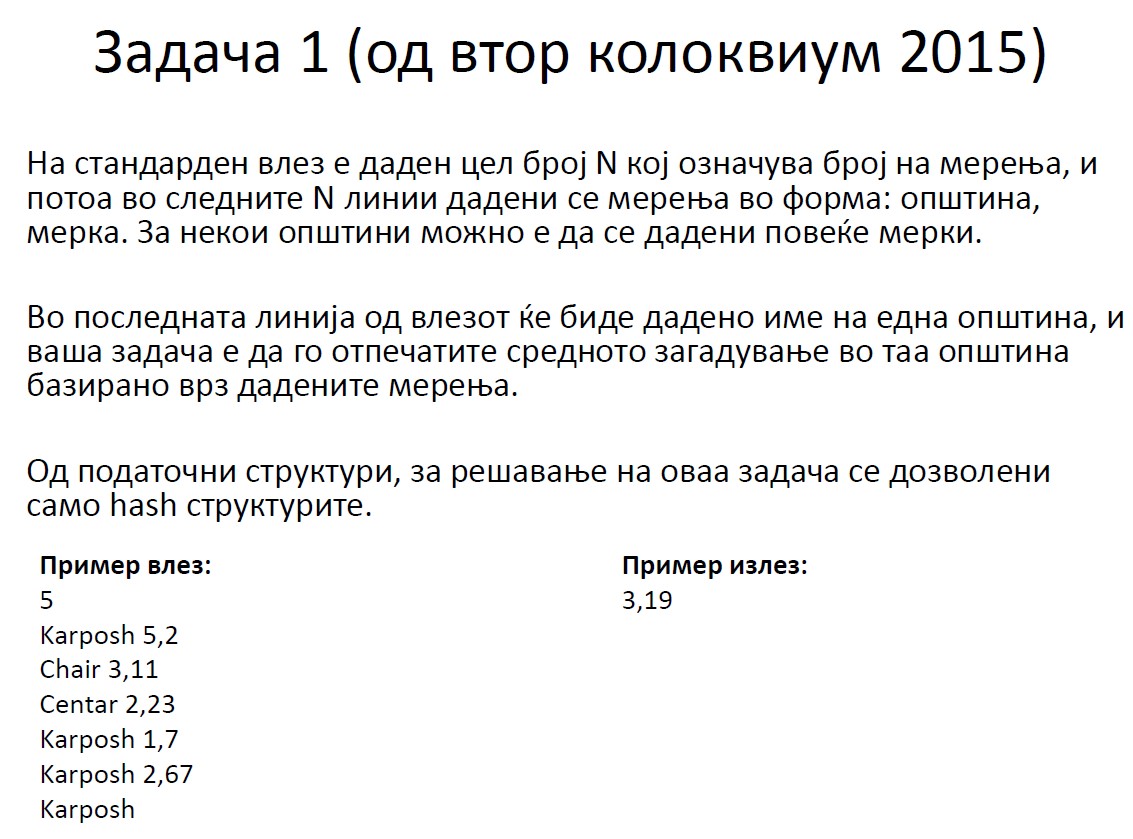 Задача 1 (од втор колоквиум 2015)
На стандарден влез е даден цел број N кој означува број на мерења, и
потоа во следните N линии дадени се мерења во форма: општина,
мерка. За некои општини можно е да се дадени повеќе мерки.
Во последната линија од влезот ќе биде дадено име на една општина, и
ваша задача е да го отпечатите средното загадување во таа општина
базирано врз дадените мерења.
Од податочни структури, за решавање на оваа задача се дозволени
само hash структурите.
Пример влез:
5
Karposh 5,2
Chair 3,11
Centar 2,23
Karposh 1,7
Karposh 2,67
Karposh
Пример излез:
3,19